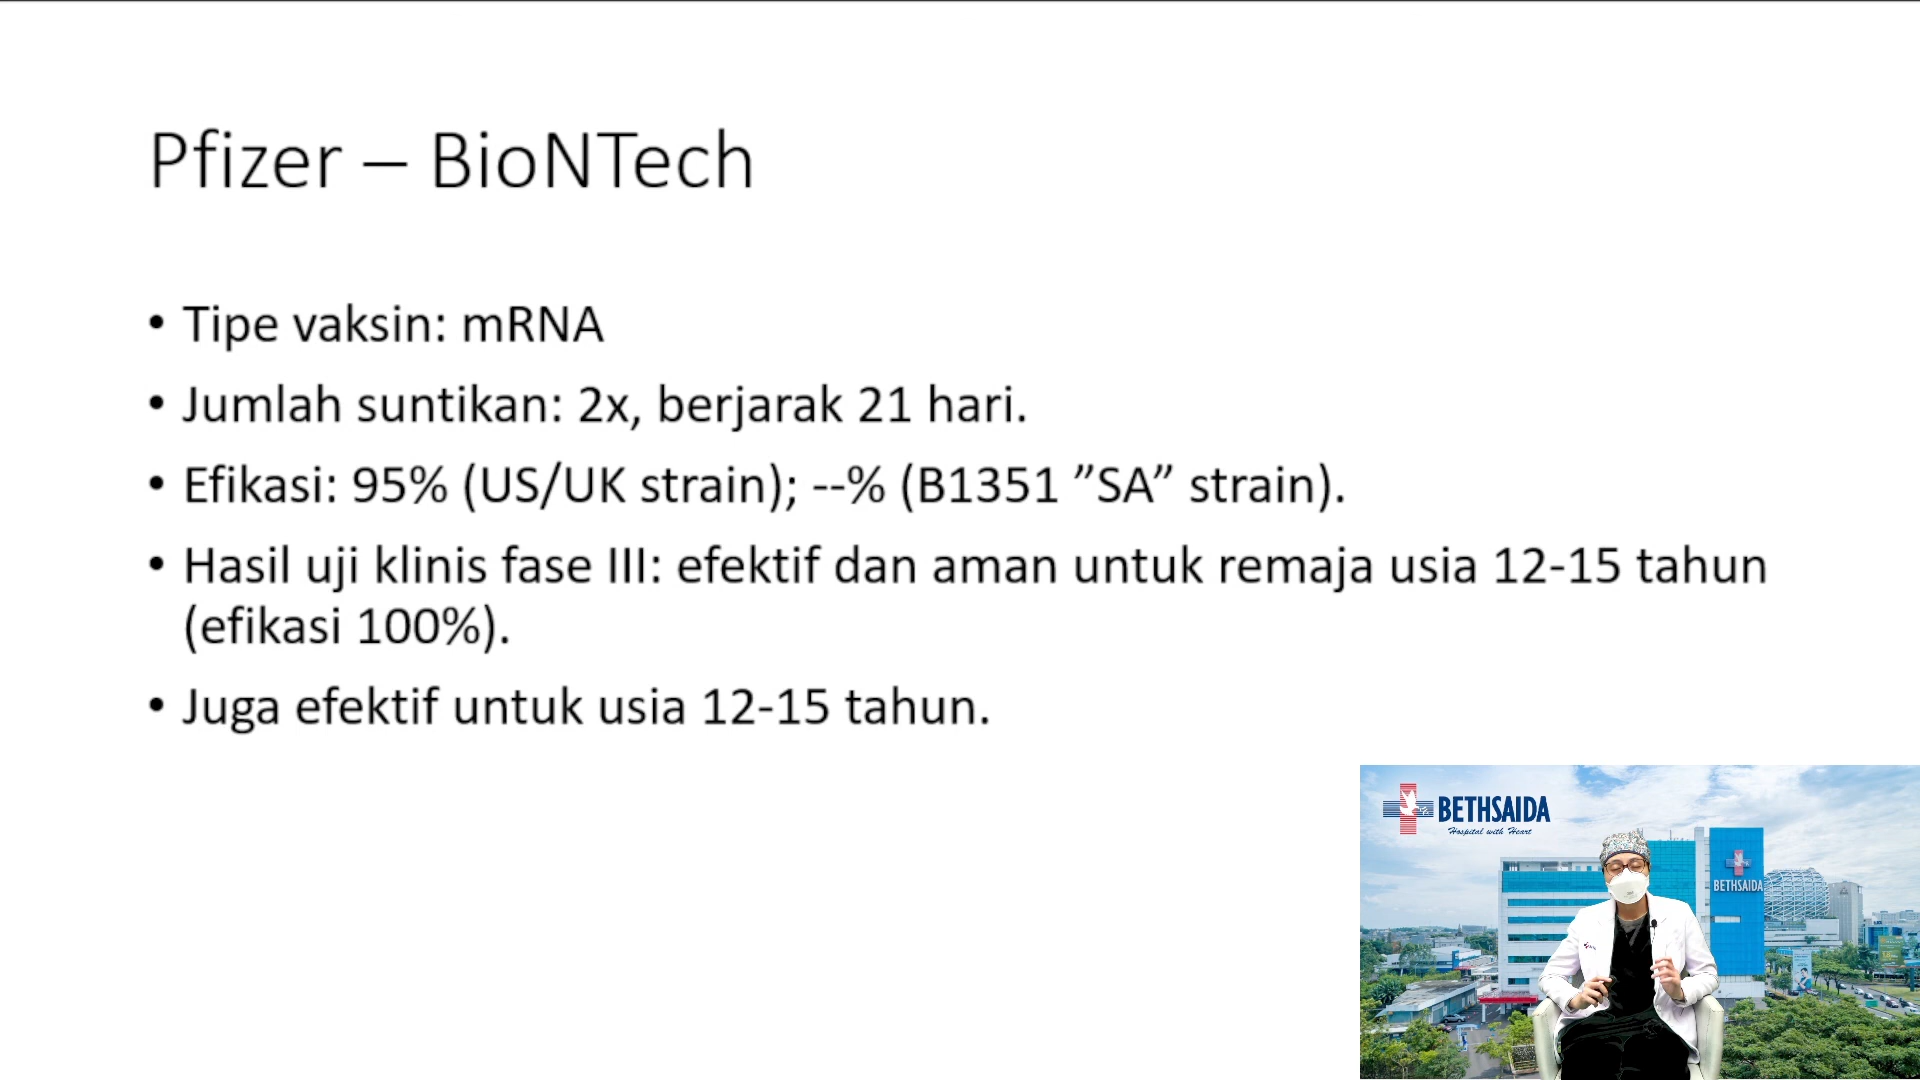 Pfizer – BioNTech
• Tipe vaksin: mRNA
• Jumlah suntikan: 2x, berjarak 21 hari.
• Efikasi: 95% (US/UK strain); --% (B1351 ”SA” strain).
• Hasil uji klinis fase III: efektif dan aman untuk remaja usia 12-15 tahun
(efikasi 100%).
• Juga efektif untuk usia 12-15 tahun.
BETHSAIDA
Hospital with Heart
BETHSAIDA